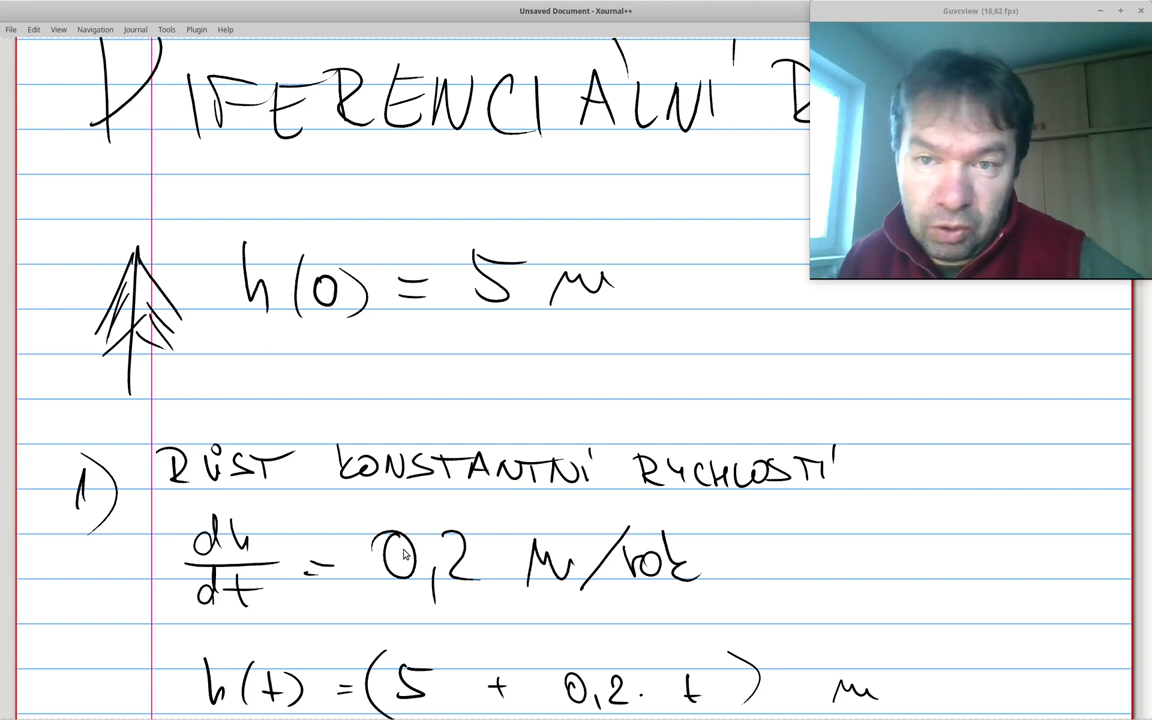 Unsaved Document - Xournal++
Guvcview (16,62 fps)
File Edit View Navigation Journal Tools Plugin Help
DIFERENCIÁLNÍ
h(0) = 5 m
1) RŮST KONSTANTNÍ RYCHLOSTÍ
dh/dt = 0,2 m/rok
h(t) = (5 + 0,2 · t) m